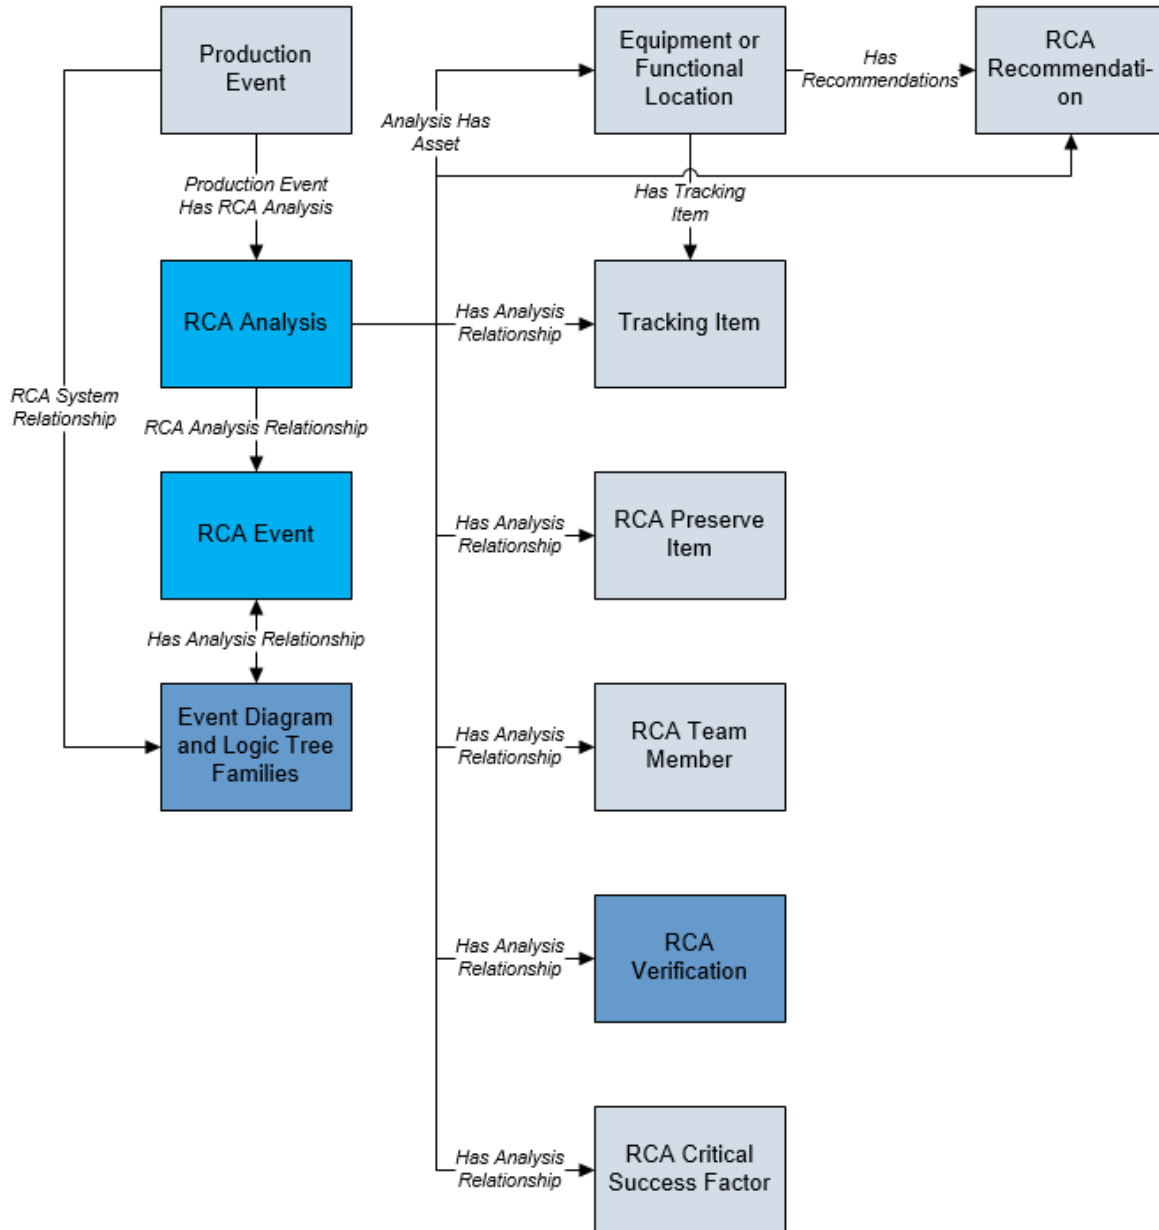 Production
Event
Equipment or
Functional
Location
Has
Recommendations
RCA
Recommendati-
on
Analysis Has
Asset
Production Event
Has RCA Analysis
Has Tracking
Item
RCA Analysis
Has Analysis
Relationship
Tracking Item
RCA System
Relationship
RCA Analysis Relationship
RCA Event
Has Analysis
Relationship
RCA Preserve
Item
Has Analysis Relationship
Event Diagram
and Logic Tree
Families
Has Analysis
Relationship
RCA Team
Member
Has Analysis
Relationship
RCA
Verification
Has Analysis
Relationship
RCA Critical
Success Factor